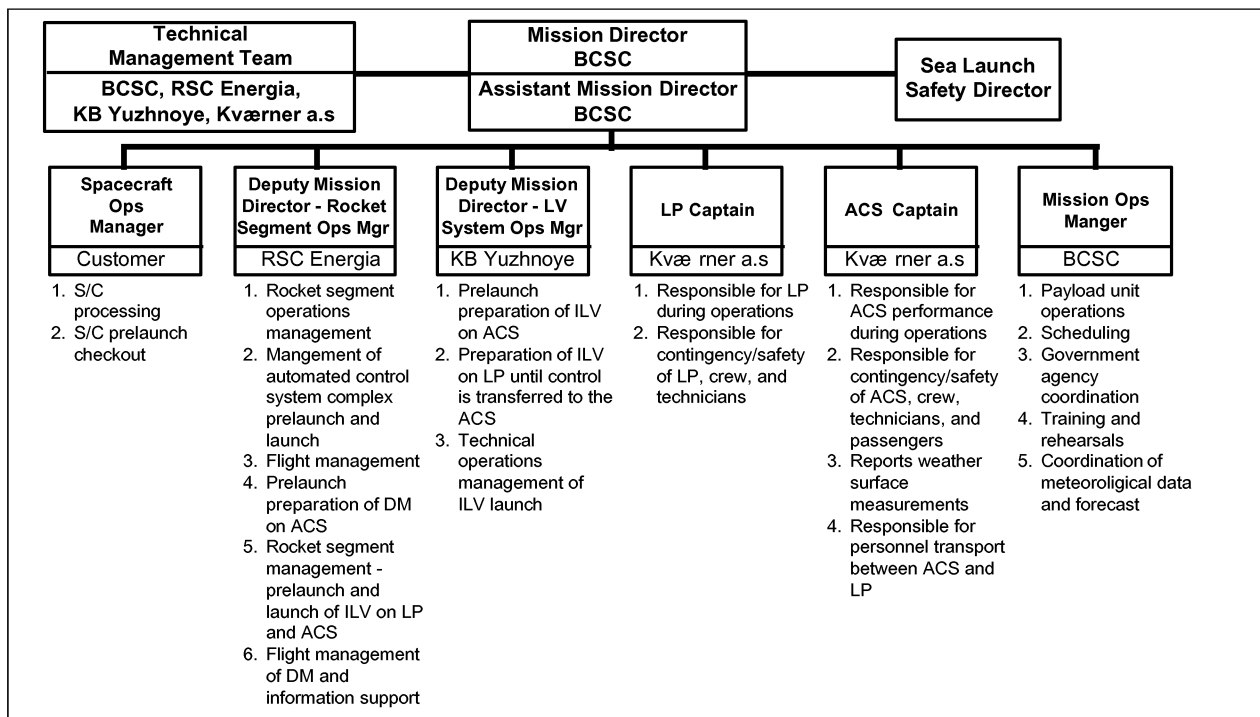 Technical
Management Team
BCSC, RSC Energia,
KB Yuzhnoye, Kværner a.s
Mission Director
BCSC
Assistant Mission Director
BCSC
Sea Launch
Safety Director
Spacecraft
Ops
Manager
Customer
1. S/C
processing
2. S/C prelaunch
checkout
Deputy Mission
Director - Rocket
Segment Ops Mgr
RSC Energia
1. Rocket segment
operations
management
2. Mangement of
automated control
system complex
prelaunch and
launch
3. Flight management
4. Prelaunch
preparation of DM
on ACS
5. Rocket segment
management -
prelaunch and
launch of ILV on LP
and ACS
6. Flight management
of DM and
information support
Deputy Mission
Director - LV
System Ops Mgr
KB Yuzhnoye
1. Prelaunch
preparation of ILV
on ACS
2. Preparation of ILV
on LP until control
is transferred to the
ACS
3. Technical
operations
management of
ILV launch
LP Captain
Kvæ rner a.s
1. Responsible for LP
during operations
2. Responsible for
contingency/safety
of LP, crew, and
technicians
ACS Captain
Kvæ rner a.s
1. Responsible for
ACS performance
during operations
2. Responsible for
contingency/safety
of ACS, crew,
technicians, and
passengers
3. Reports weather
surface
measurements
4. Responsible for
personnel transport
between ACS and
LP
Mission Ops
Manger
BCSC
1. Payload unit
operations
2. Scheduling
3. Government
agency
coordination
4. Training and
rehearsals
5. Coordination of
meteoroligical data
and forecast